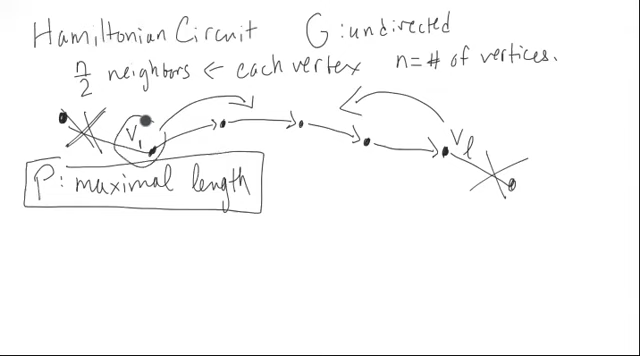 Hamiltonian Circuit G: undirected
n/2 neighbors ← each vertex n = # of vertices.
V₁
Vℓ
P: maximal length